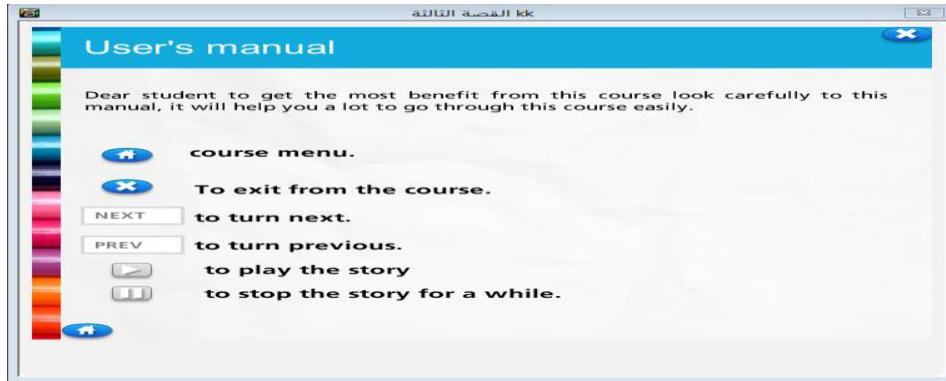 القصة الثالثة kk
User's manual
Dear student to get the most benefit from this course look carefully to this
manual, it will help you a lot to go through this course easily.
course menu.
To exit from the course.
NEXT to turn next.
PREV to turn previous.
to play the story
to stop the story for a while.